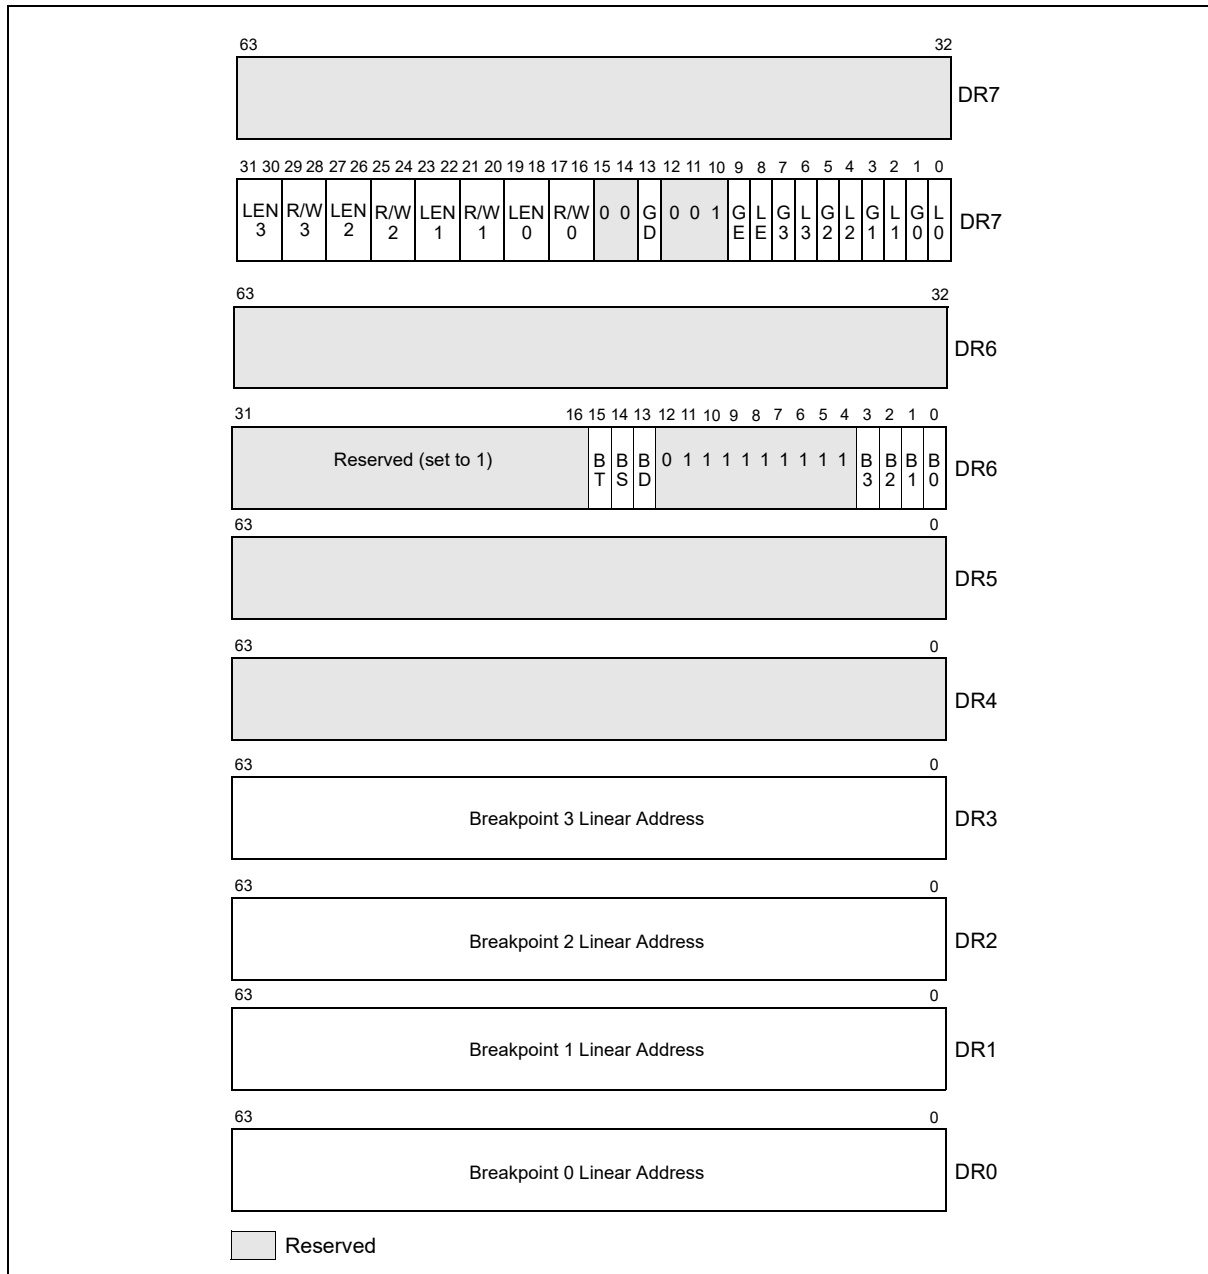 63 32
DR7
31 30 29 28 27 26 25 24 23 22 21 20 19 18 17 16 15 14 13 12 11 10 9 8 7 6 5 4 3 2 1 0
LEN R/W LEN R/W LEN R/W LEN R/W 0 0 G 0 0 1 G L G L G L G L G L
3 3 2 2 1 1 0 0 D E E 3 3 2 2 1 1 0 0
DR7
63 32
DR6
31 16 15 14 13 12 11 10 9 8 7 6 5 4 3 2 1 0
Reserved (set to 1) B B B 0 1 1 1 1 1 1 1 1 B B B B
T S D 3 2 1 0
DR6
63 0
DR5
63 0
DR4
63 0
Breakpoint 3 Linear Address DR3
63 0
Breakpoint 2 Linear Address DR2
63 0
Breakpoint 1 Linear Address DR1
63 0
Breakpoint 0 Linear Address DR0
Reserved